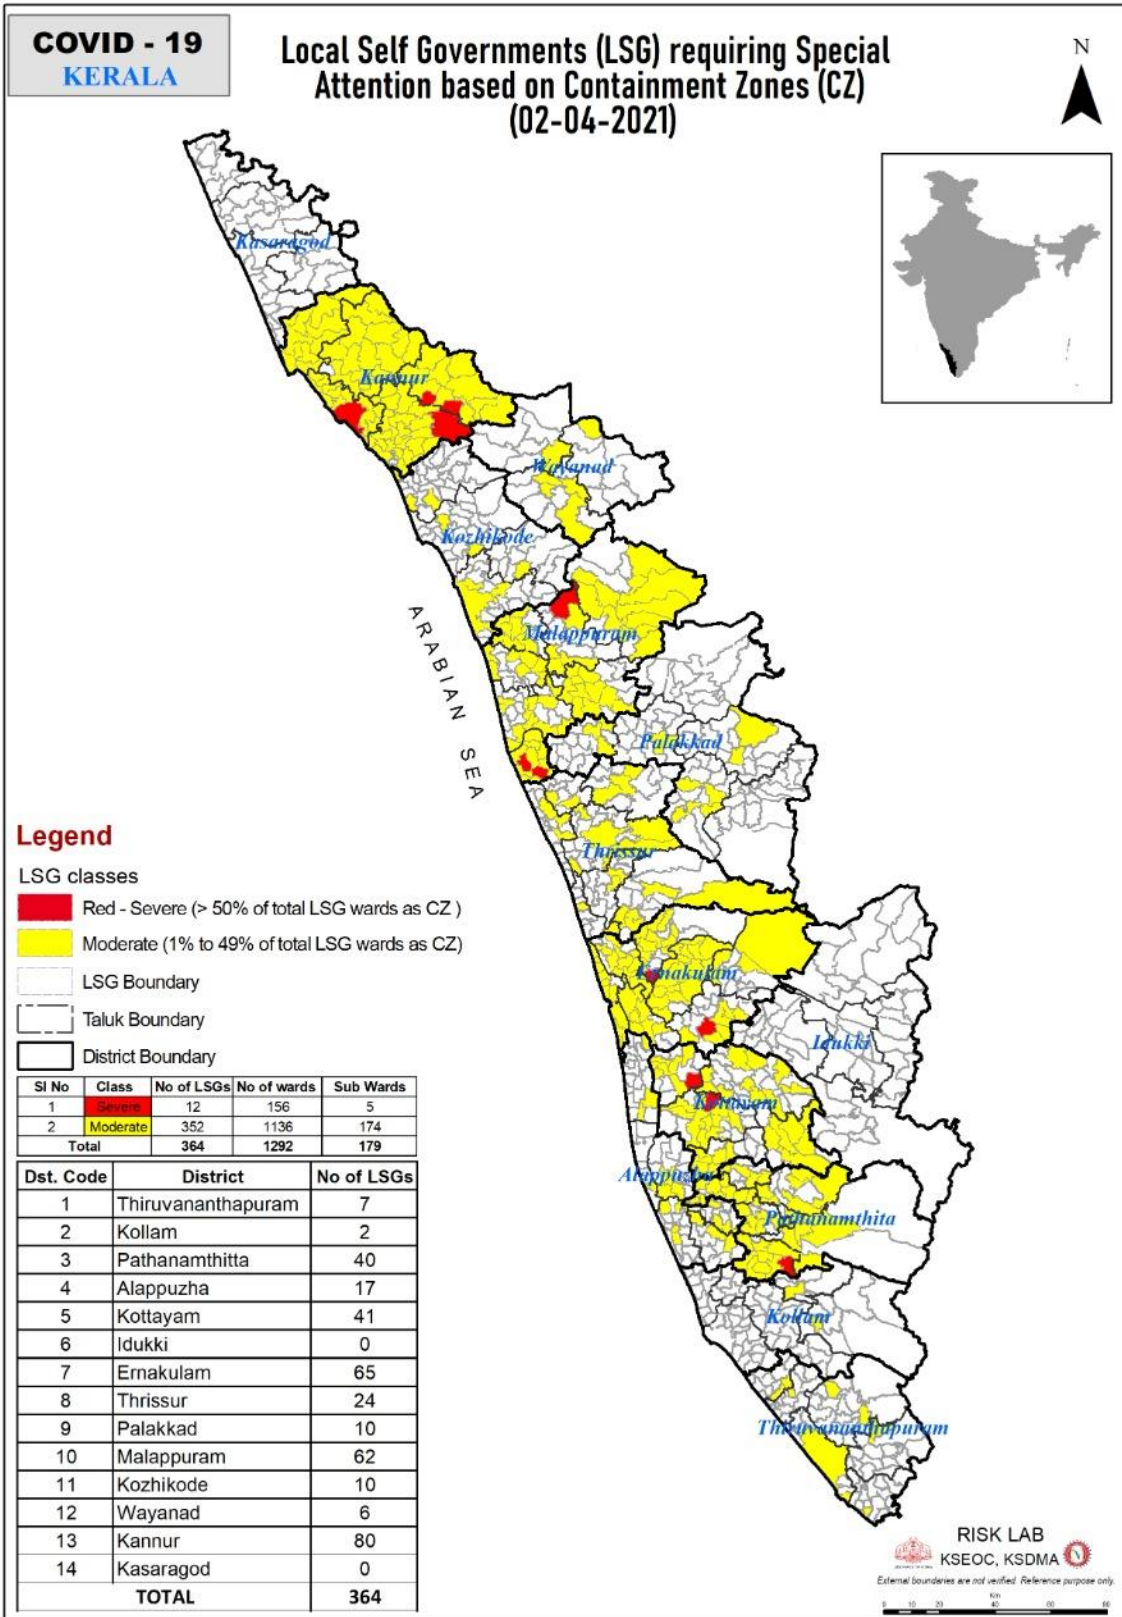 COVID - 19
KERALA
Local Self Governments (LSG) requiring Special
Attention based on Containment Zones (CZ)
(02-04-2021)
N
Kasaragod
Kannur
Wayanad
Kozhikode
ARABIAN SEA
Malappuram
Palakkad
Thrissur
Ernakulam
Idukki
Kottayam
Alappuzha
Pathanamthita
Kollam
Thiruvananthapuram
Legend
LSG classes
Red - Severe (> 50% of total LSG wards as CZ )
Moderate (1% to 49% of total LSG wards as CZ)
LSG Boundary
Taluk Boundary
District Boundary
Sl No Class No of LSGs No of wards Sub Wards
1 Severe 12 156 5
2 Moderate 352 1136 174
Total 364 1292 179
Dst. Code District No of LSGs
1 Thiruvananthapuram 7
2 Kollam 2
3 Pathanamthitta 40
4 Alappuzha 17
5 Kottayam 41
6 Idukki 0
7 Ernakulam 65
8 Thrissur 24
9 Palakkad 10
10 Malappuram 62
11 Kozhikode 10
12 Wayanad 6
13 Kannur 80
14 Kasaragod 0
TOTAL 364
RISK LAB
KSEOC, KSDMA
External boundaries are not verified. Reference purpose only.
Km
0 10 20 40 60 80